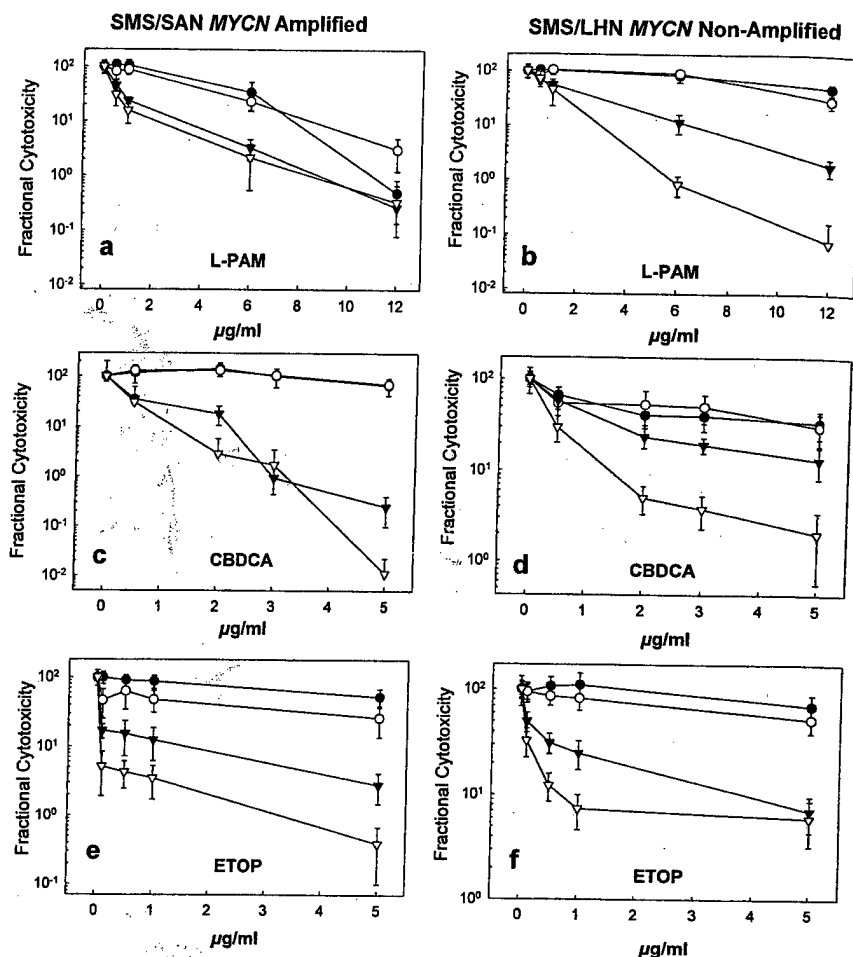 SMS/SAN MYCN Amplified
SMS/LHN MYCN Non-Amplified
Fractional Cytotoxicity
10²
10¹
10⁰
10⁻¹
10⁻²
a
L-PAM
0 2 4 6 8 10 12
µg/ml
Fractional Cytotoxicity
10²
10¹
10⁰
10⁻¹
10⁻²
b
L-PAM
0 2 4 6 8 10 12
µg/ml
Fractional Cytotoxicity
10²
10¹
10⁰
10⁻¹
10⁻²
c
CBDCA
0 1 2 3 4 5
µg/ml
Fractional Cytotoxicity
10²
10¹
10⁰
d
CBDCA
0 1 2 3 4 5
µg/ml
Fractional Cytotoxicity
10²
10¹
10⁰
10⁻¹
e
ETOP
0 1 2 3 4 5
µg/ml
Fractional Cytotoxicity
10²
10¹
10⁰
f
ETOP
0 1 2 3 4 5
µg/ml